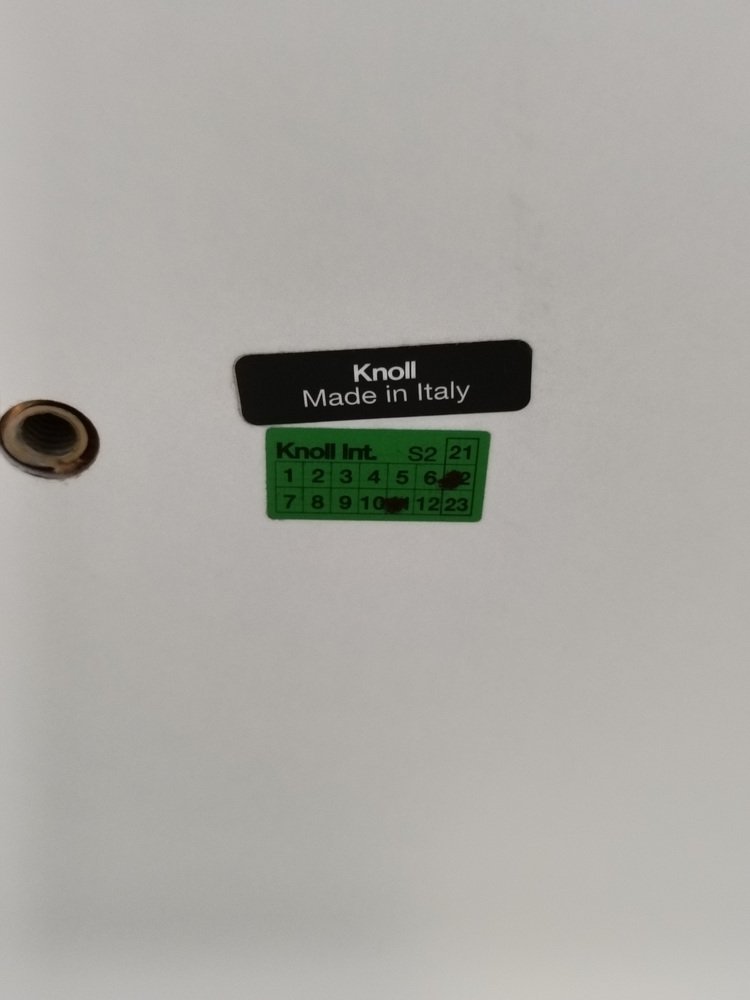 Knoll
Made in Italy
Knoll Int. S2 21
1 2 3 4 5 6
7 8 9 10 12 23